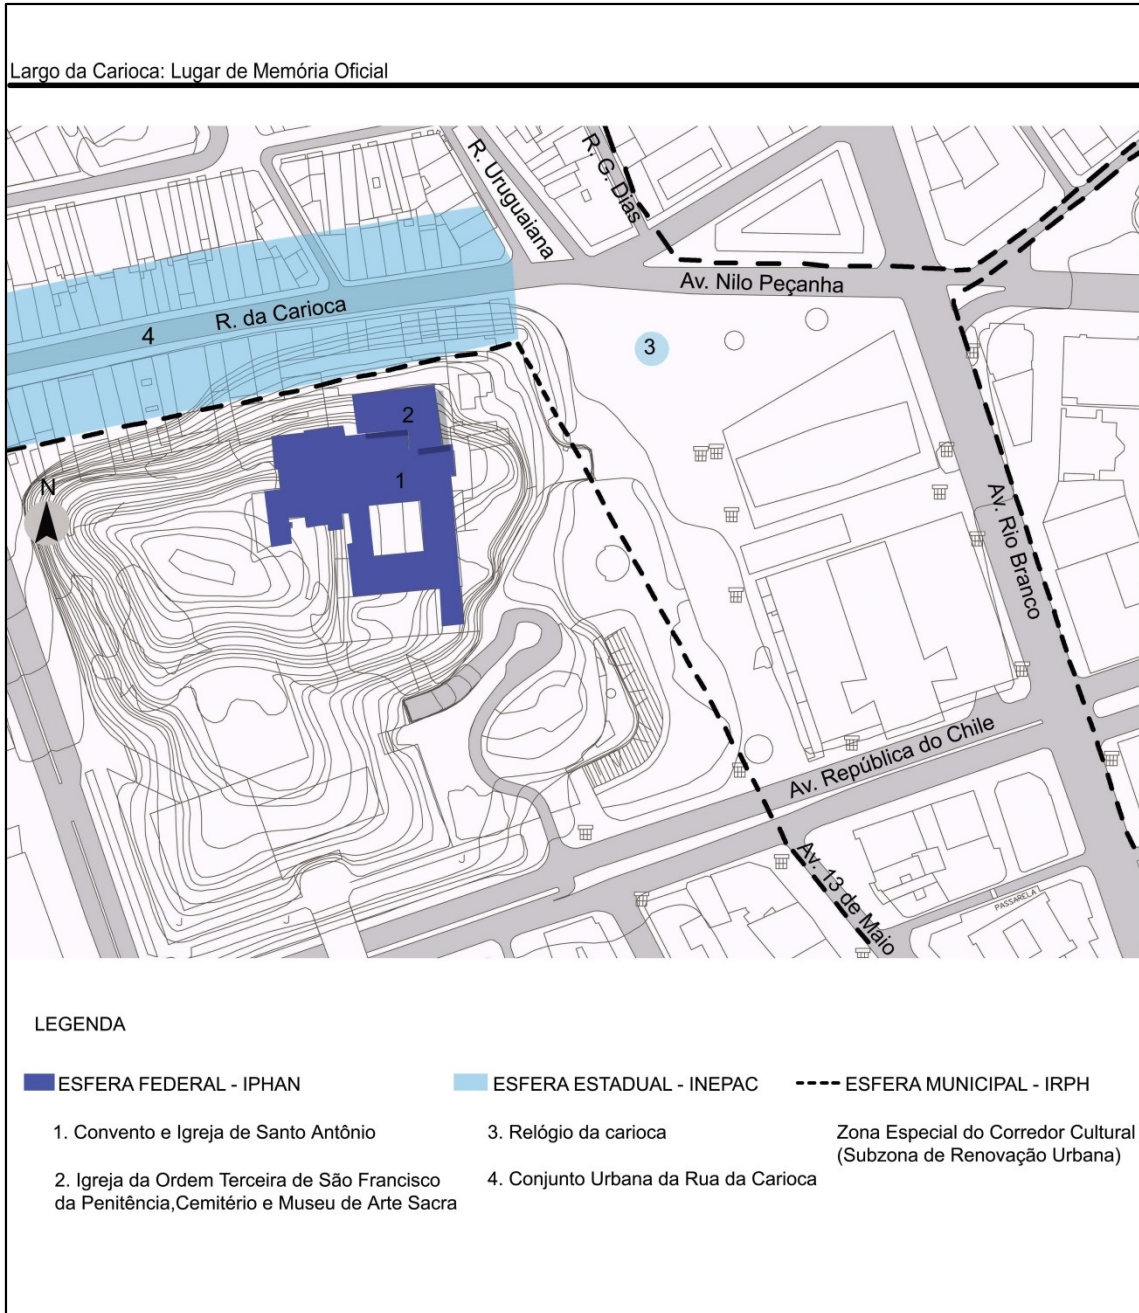 Largo da Carioca: Lugar de Memória Oficial
R. Uruguaiana
R. G. Dias
Av. Nilo Peçanha
R. da Carioca
4
3
2
1
N
Av. Rio Branco
Av. República do Chile
Av. 13 de Maio
PASSARELA
LEGENDA
ESFERA FEDERAL - IPHAN
1. Convento e Igreja de Santo Antônio
2. Igreja da Ordem Terceira de São Francisco
da Penitência,Cemitério e Museu de Arte Sacra
ESFERA ESTADUAL - INEPAC
3. Relógio da carioca
4. Conjunto Urbana da Rua da Carioca
ESFERA MUNICIPAL - IRPH
Zona Especial do Corredor Cultural
(Subzona de Renovação Urbana)